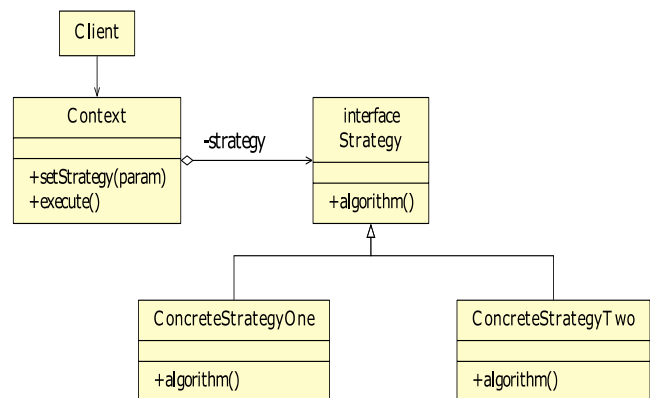 Client
Context
+setStrategy(param)
+execute()
-strategy
interface
Strategy
+algorithm()
ConcreteStrategyOne
+algorithm()
ConcreteStrategyTwo
+algorithm()